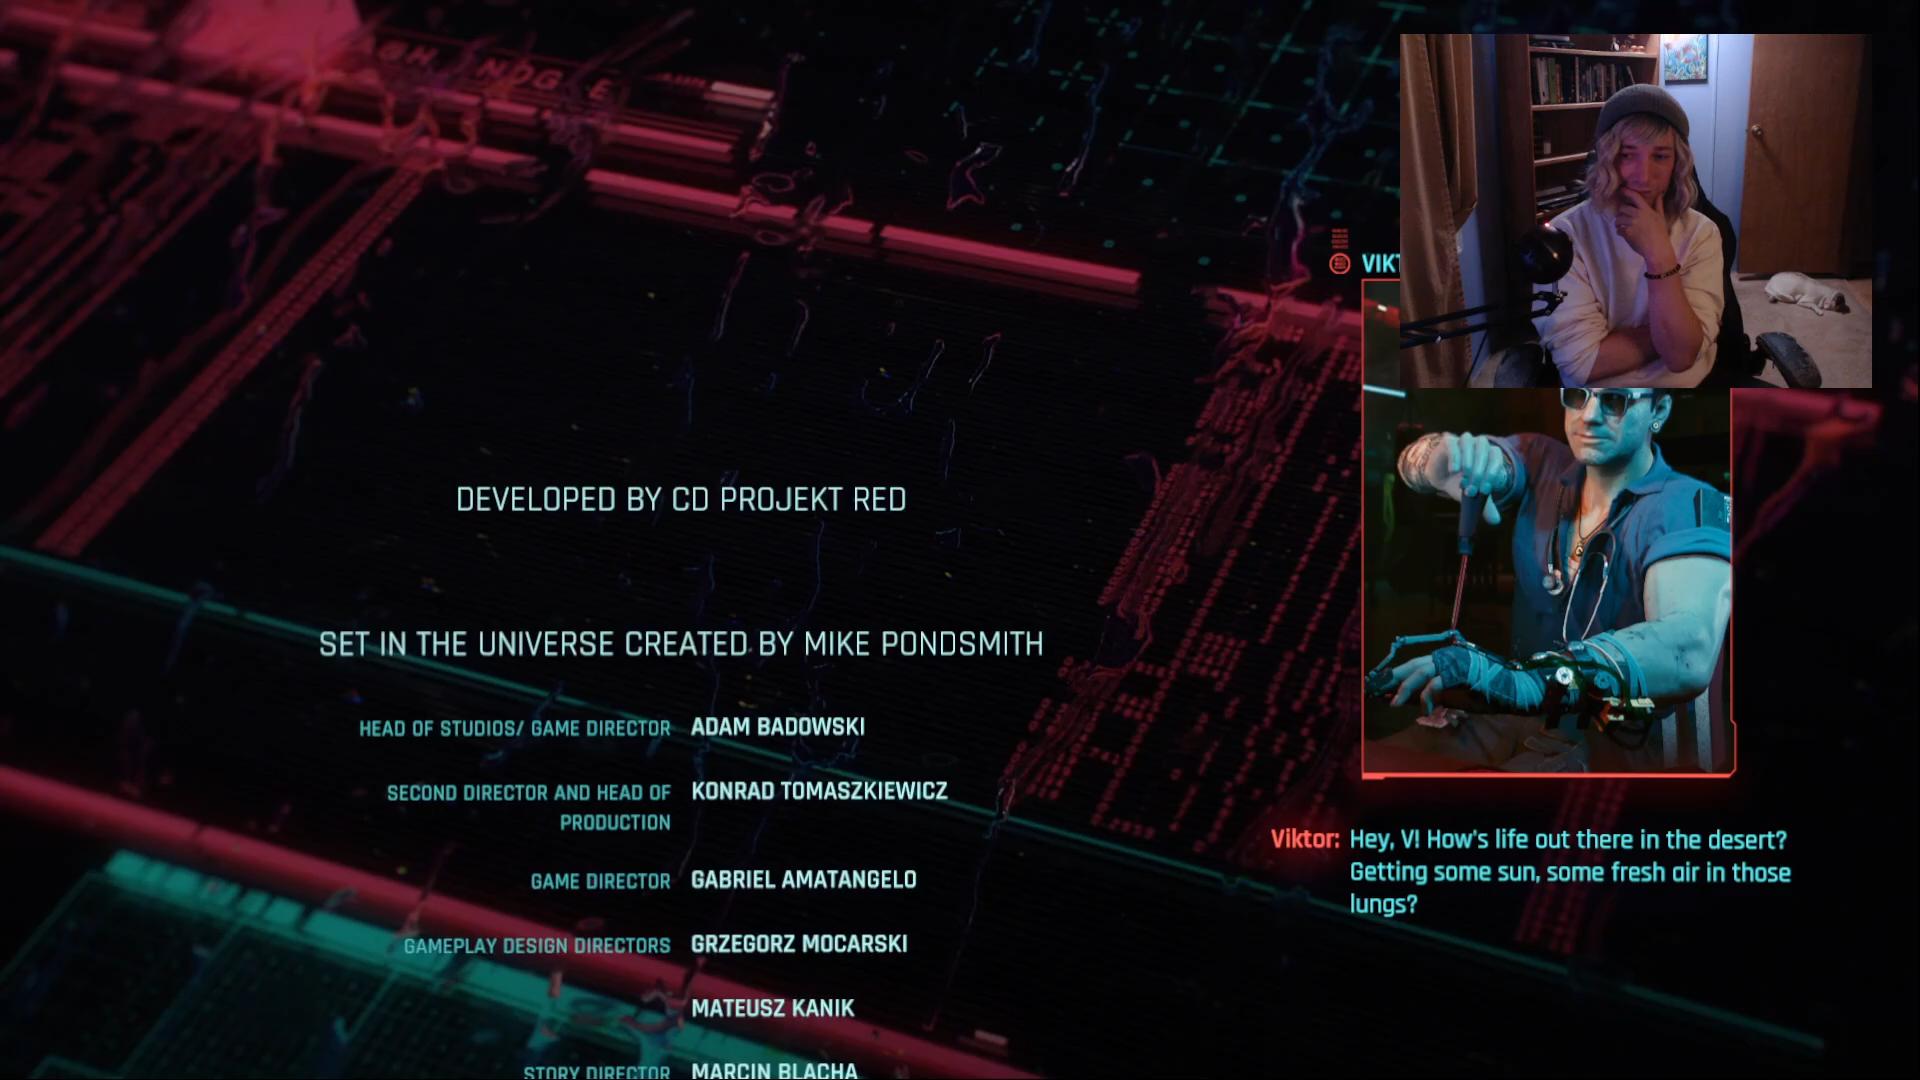 DEVELOPED BY CD PROJEKT RED
SET IN THE UNIVERSE CREATED BY MIKE PONDSMITH
HEAD OF STUDIOS/ GAME DIRECTOR ADAM BADOWSKI
SECOND DIRECTOR AND HEAD OF KONRAD TOMASZKIEWICZ
PRODUCTION
GAME DIRECTOR GABRIEL AMATANGELO
GAMEPLAY DESIGN DIRECTORS GRZEGORZ MOCARSKI
MATEUSZ KANIK
STORY DIRECTOR MARCIN BLACHA
VIKT
Viktor: Hey, V! How's life out there in the desert?
Getting some sun, some fresh air in those
lungs?